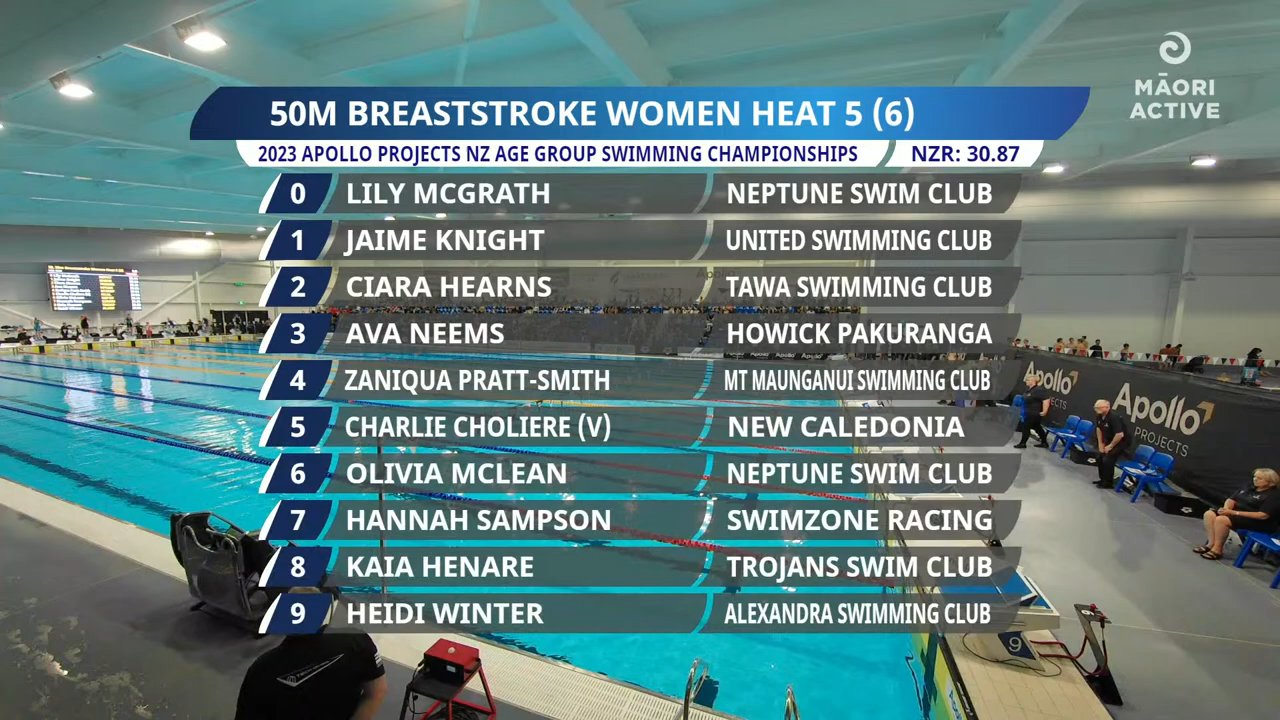 MĀORI
ACTIVE
50M BREASTSTROKE WOMEN HEAT 5 (6)
2023 APOLLO PROJECTS NZ AGE GROUP SWIMMING CHAMPIONSHIPS NZR: 30.87
0 LILY MCGRATH NEPTUNE SWIM CLUB
1 JAIME KNIGHT UNITED SWIMMING CLUB
2 CIARA HEARNS TAWA SWIMMING CLUB
3 AVA NEEMS HOWICK PAKURANGA
4 ZANIQUA PRATT-SMITH MT MAUNGANUI SWIMMING CLUB
5 CHARLIE CHOLIERE (V) NEW CALEDONIA
6 OLIVIA MCLEAN NEPTUNE SWIM CLUB
7 HANNAH SAMPSON SWIMZONE RACING
8 KAIA HENARE TROJANS SWIM CLUB
9 HEIDI WINTER ALEXANDRA SWIMMING CLUB
Apollo
Apollo
PROJECTS
9